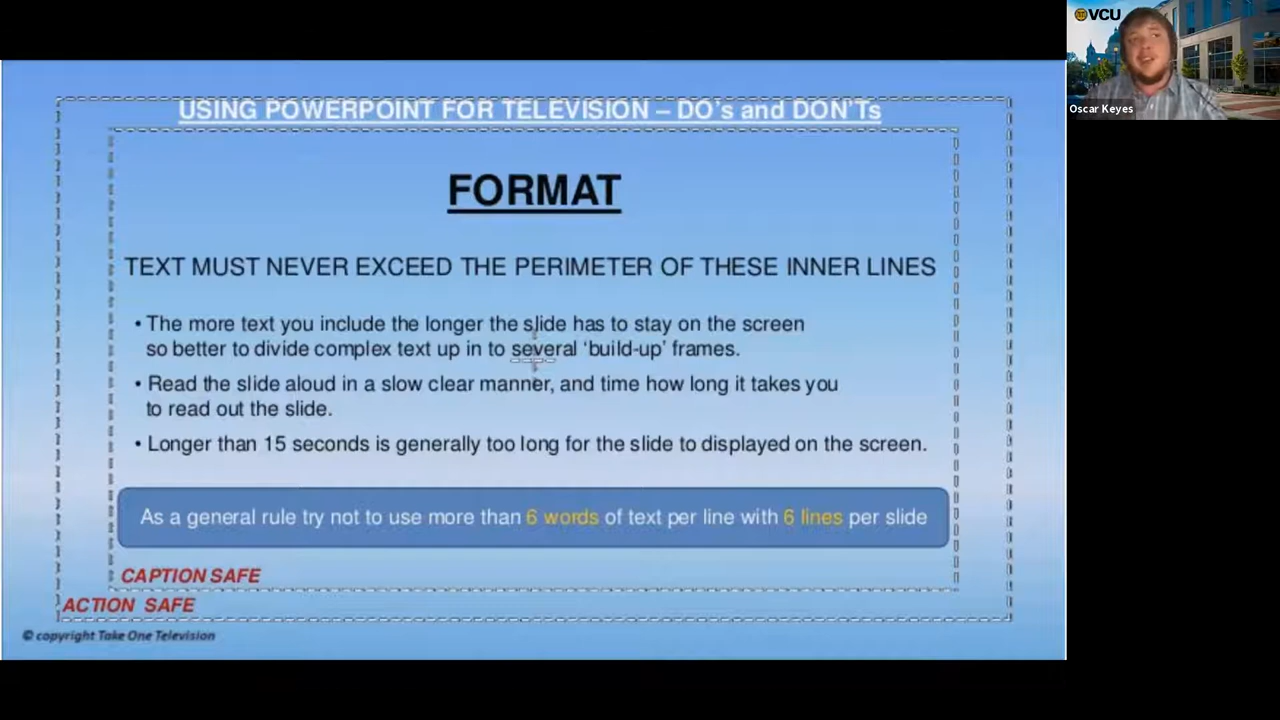 VCU
Oscar Keyes
USING POWERPOINT FOR TELEVISION – DO's and DON'Ts
FORMAT
TEXT MUST NEVER EXCEED THE PERIMETER OF THESE INNER LINES
• The more text you include the longer the slide has to stay on the screen
so better to divide complex text up in to several ‘build-up’ frames.
• Read the slide aloud in a slow clear manner, and time how long it takes you
to read out the slide.
• Longer than 15 seconds is generally too long for the slide to displayed on the screen.
As a general rule try not to use more than 6 words of text per line with 6 lines per slide
CAPTION SAFE
ACTION SAFE
© copyright Take One Television